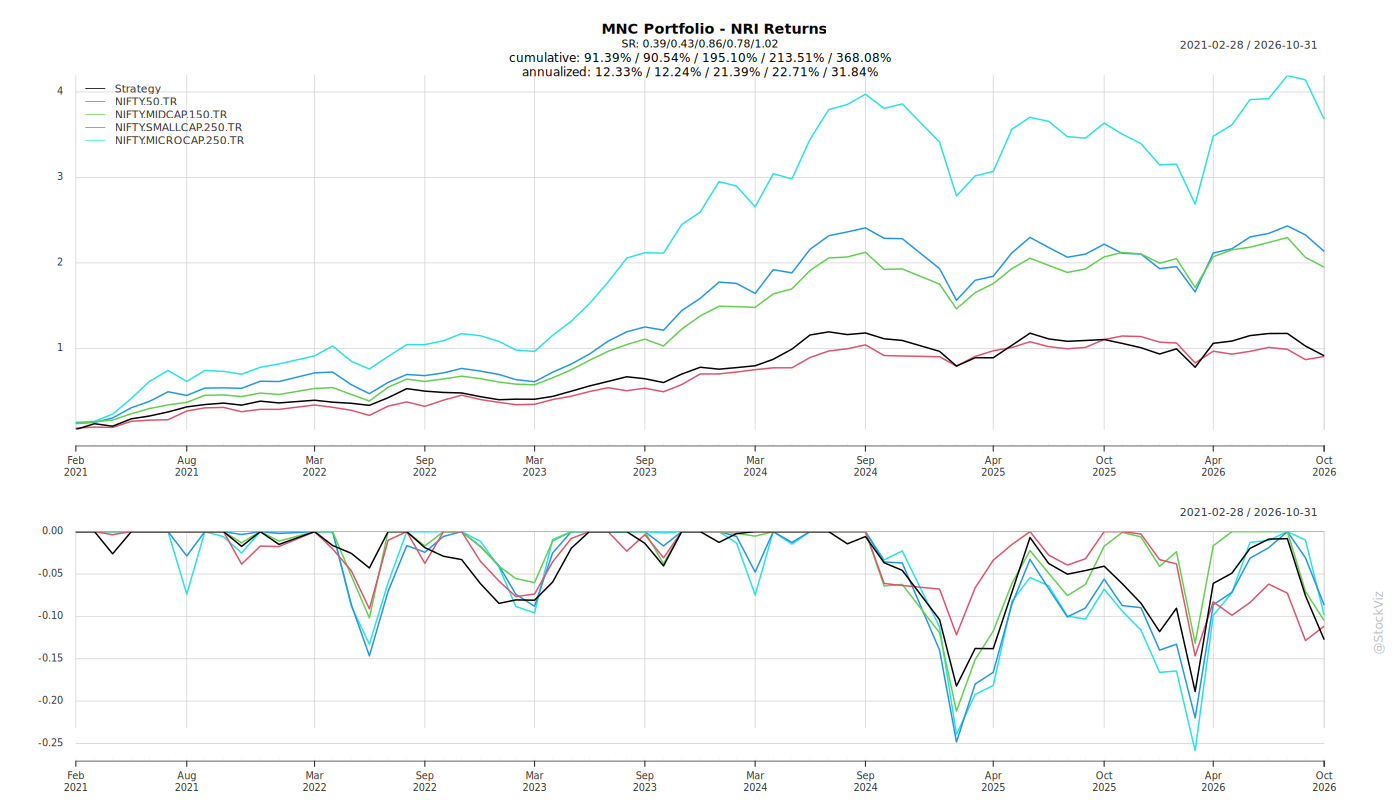 MNC Portfolio - NRI Returns
SR: 0.39/0.43/0.86/0.78/1.02
cumulative: 91.39% / 90.54% / 195.10% / 213.51% / 368.08%
annualized: 12.33% / 12.24% / 21.39% / 22.71% / 31.84%
2021-02-28 / 2026-10-31
Strategy
NIFTY.50.TR
NIFTY.MIDCAP.150.TR
NIFTY.SMALLCAP.250.TR
NIFTY.MICROCAP.250.TR
4
3
2
1
Feb Aug Mar Sep Mar Sep Mar Sep Apr Oct Apr Oct
2021 2021 2022 2022 2023 2023 2024 2024 2025 2025 2026 2026
2021-02-28 / 2026-10-31
0.00
-0.05
-0.10
-0.15
-0.20
-0.25
Feb Aug Mar Sep Mar Sep Mar Sep Apr Oct Apr Oct
2021 2021 2022 2022 2023 2023 2024 2024 2025 2025 2026 2026
@StockViz